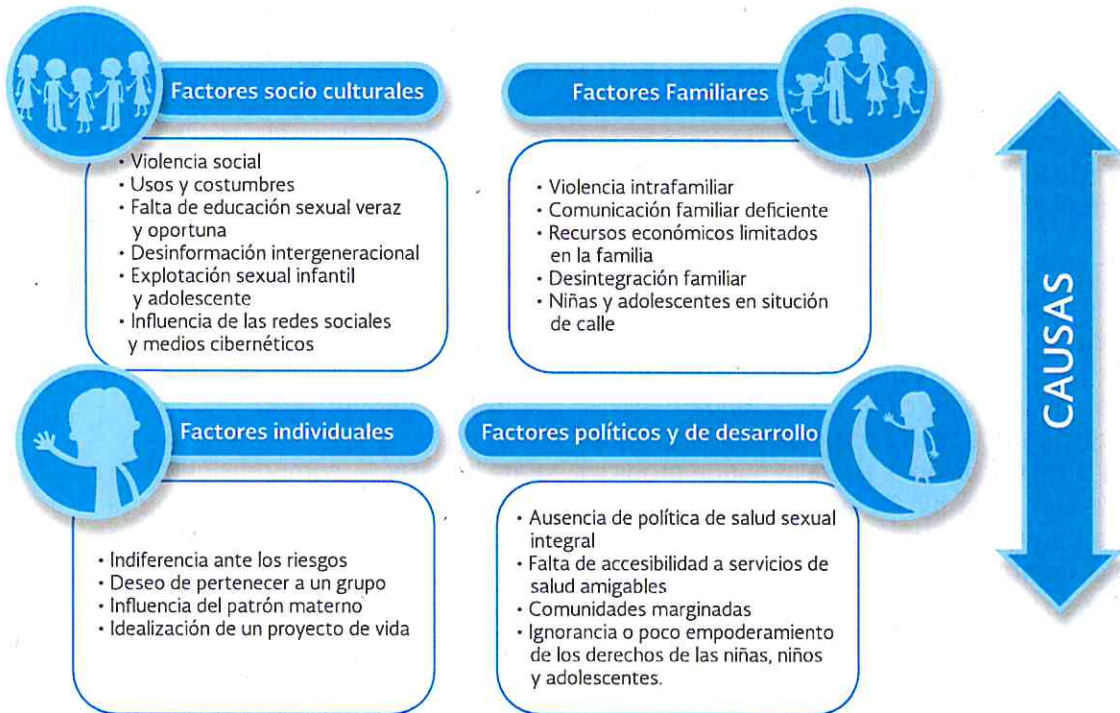 Factores socio culturales
• Violencia social
• Usos y costumbres
• Falta de educación sexual veraz
y oportuna
• Desinformación intergeneracional
• Explotación sexual infantil
y adolescente
• Influencia de las redes sociales
y medios cibernéticos
Factores Familiares
• Violencia intrafamiliar
• Comunicación familiar deficiente
• Recursos económicos limitados
en la familia
• Desintegración familiar
• Niñas y adolescentes en situción
de calle
Factores individuales
• Indiferencia ante los riesgos
• Deseo de pertenecer a un grupo
• Influencia del patrón materno
• Idealización de un proyecto de vida
Factores políticos y de desarrollo
• Ausencia de política de salud sexual
integral
• Falta de accesibilidad a servicios de
salud amigables
• Comunidades marginadas
• Ignorancia o poco empoderamiento
de los derechos de las niñas, niños
y adolescentes.
CAUSAS